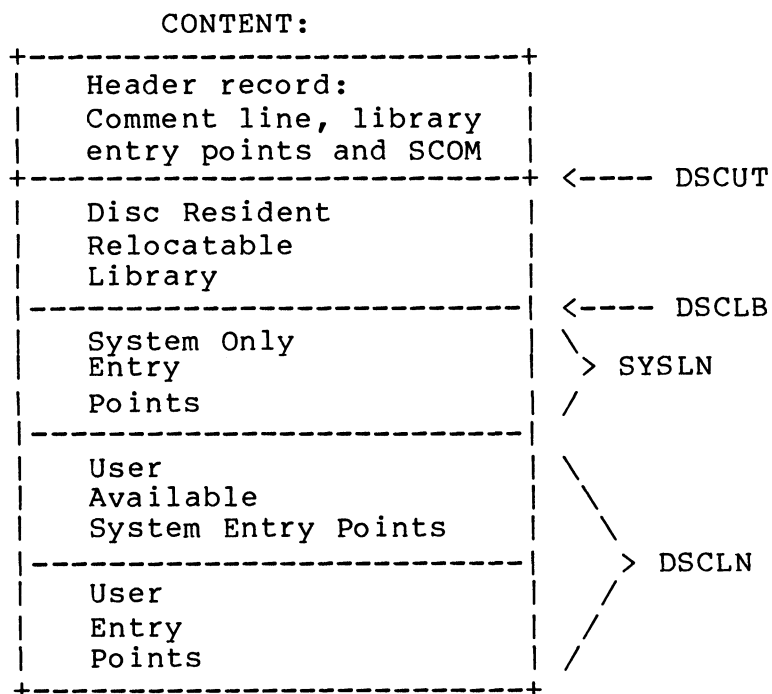 CONTENT:
Header record:
Comment line, library
entry points and SCOM
<---- DSCUT
Disc Resident
Relocatable
Library
<---- DSCLB
System Only
Entry
> SYSLN
Points
User
Available
System Entry Points
> DSCLN
User
Entry
Points